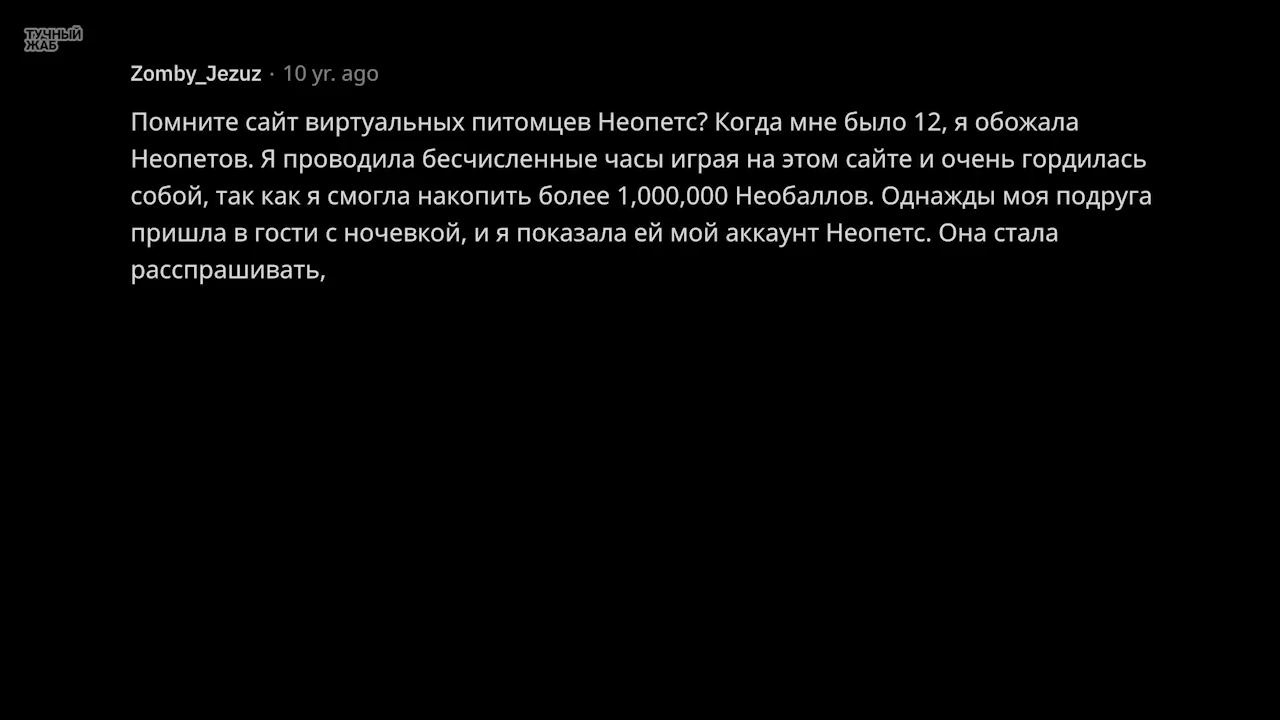 ТУЧНЫЙ
ЖАБ
Zomby_Jezuz · 10 yr. ago
Помните сайт виртуальных питомцев Неопетс? Когда мне было 12, я обожала
Неопетов. Я проводила бесчисленные часы играя на этом сайте и очень гордилась
собой, так как я смогла накопить более 1,000,000 Необаллов. Однажды моя подруга
пришла в гости с ночевкой, и я показала ей мой аккаунт Неопетс. Она стала
расспрашивать,